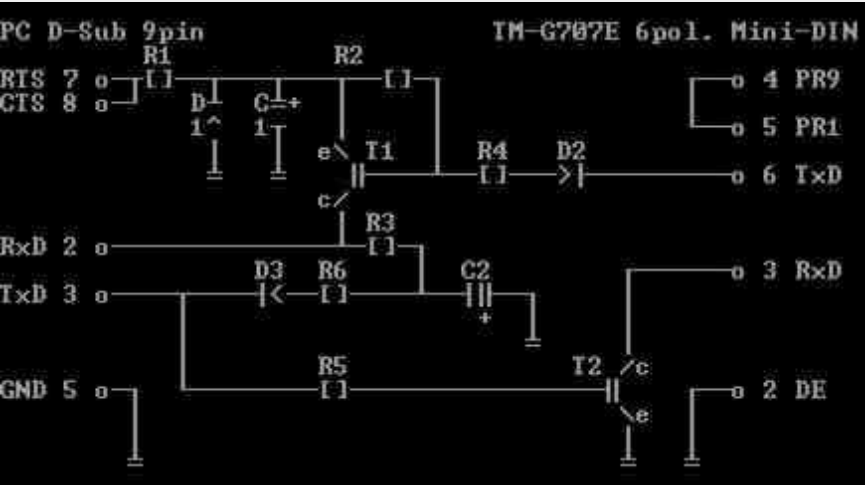 PC D-Sub 9pin TM-G707E 6pol. Mini-DIN
R1 R2
RTS 7 o [ ] [ ] o 4 PR9
CTS 8 o D C +
1 1 o 5 PR1
e T1 R4 D2
[ ] o 6 TxD
c
R3
RxD 2 o [ ]
D3 R6 C2 o 3 RxD
TxD 3 o [ ]
+
R5 T2 c
GND 5 o [ ] o 2 DE
e